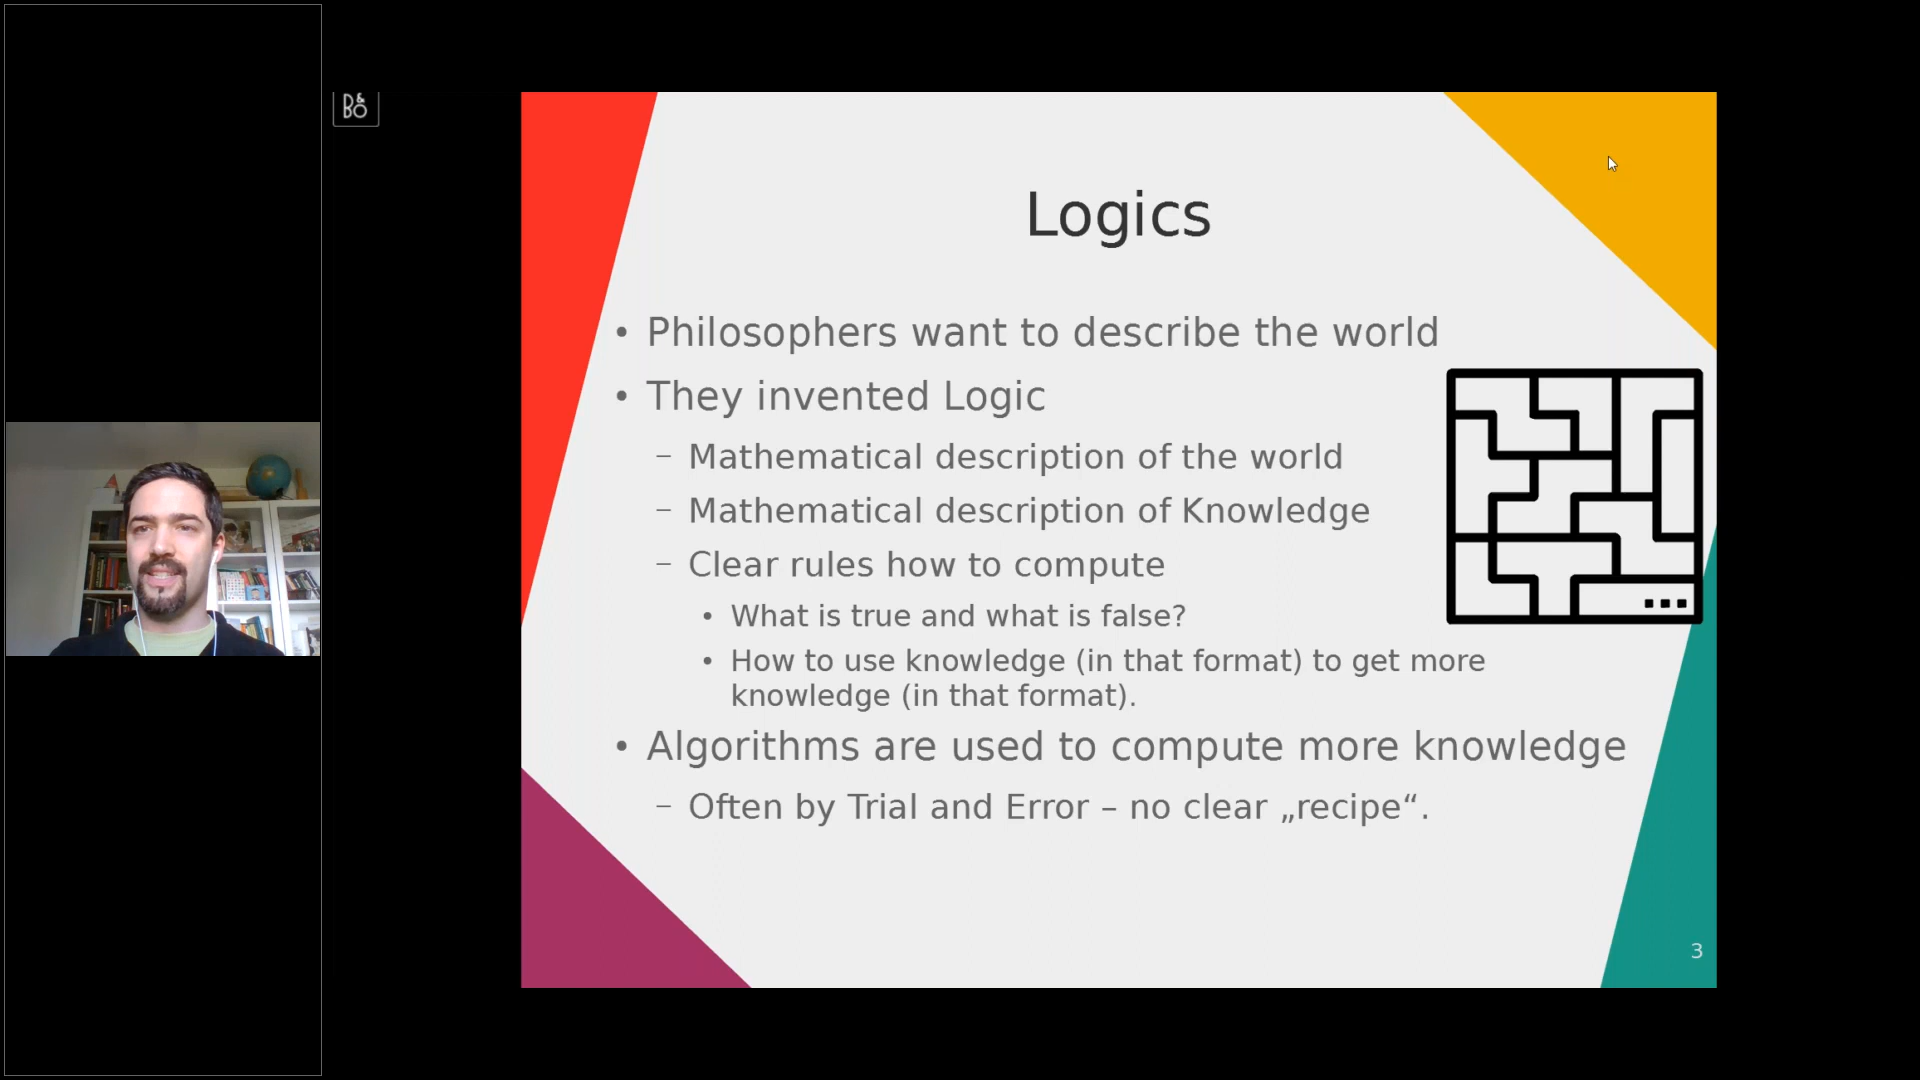 B&O
Logics
• Philosophers want to describe the world
• They invented Logic
– Mathematical description of the world
– Mathematical description of Knowledge
– Clear rules how to compute
• What is true and what is false?
• How to use knowledge (in that format) to get more
knowledge (in that format).
• Algorithms are used to compute more knowledge
– Often by Trial and Error – no clear „recipe“.
3